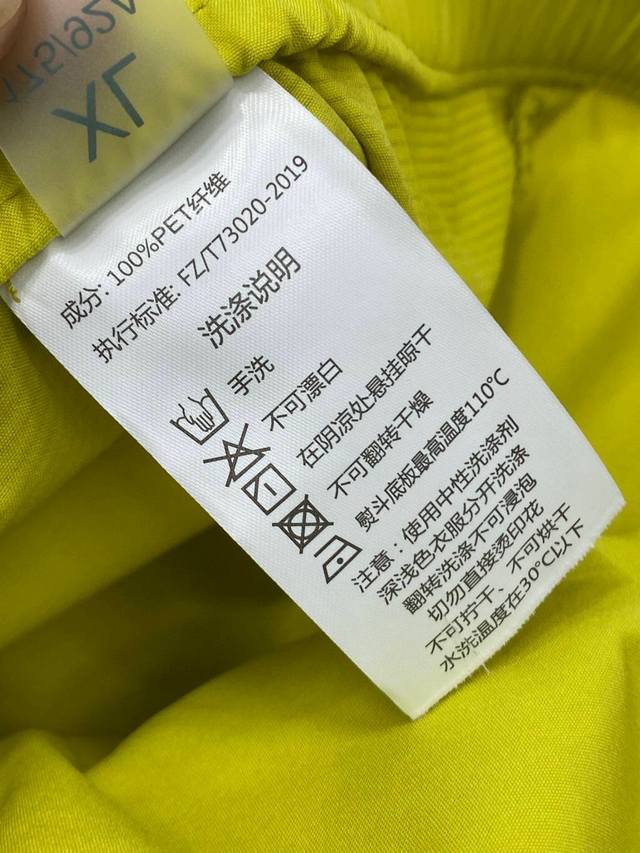 XL
成分: 100%PET纤维
执行标准: FZ/T73020-2019
洗涤说明
手洗
不可漂白
在阴凉处悬挂晾干
不可翻转干燥
熨斗底板最高温度110°C
注意：使用中性洗涤剂
深浅色衣服分开洗涤
翻转洗涤不可浸泡
切勿直接烫印花
不可拧干、不可烘干
水洗温度在30°C以下